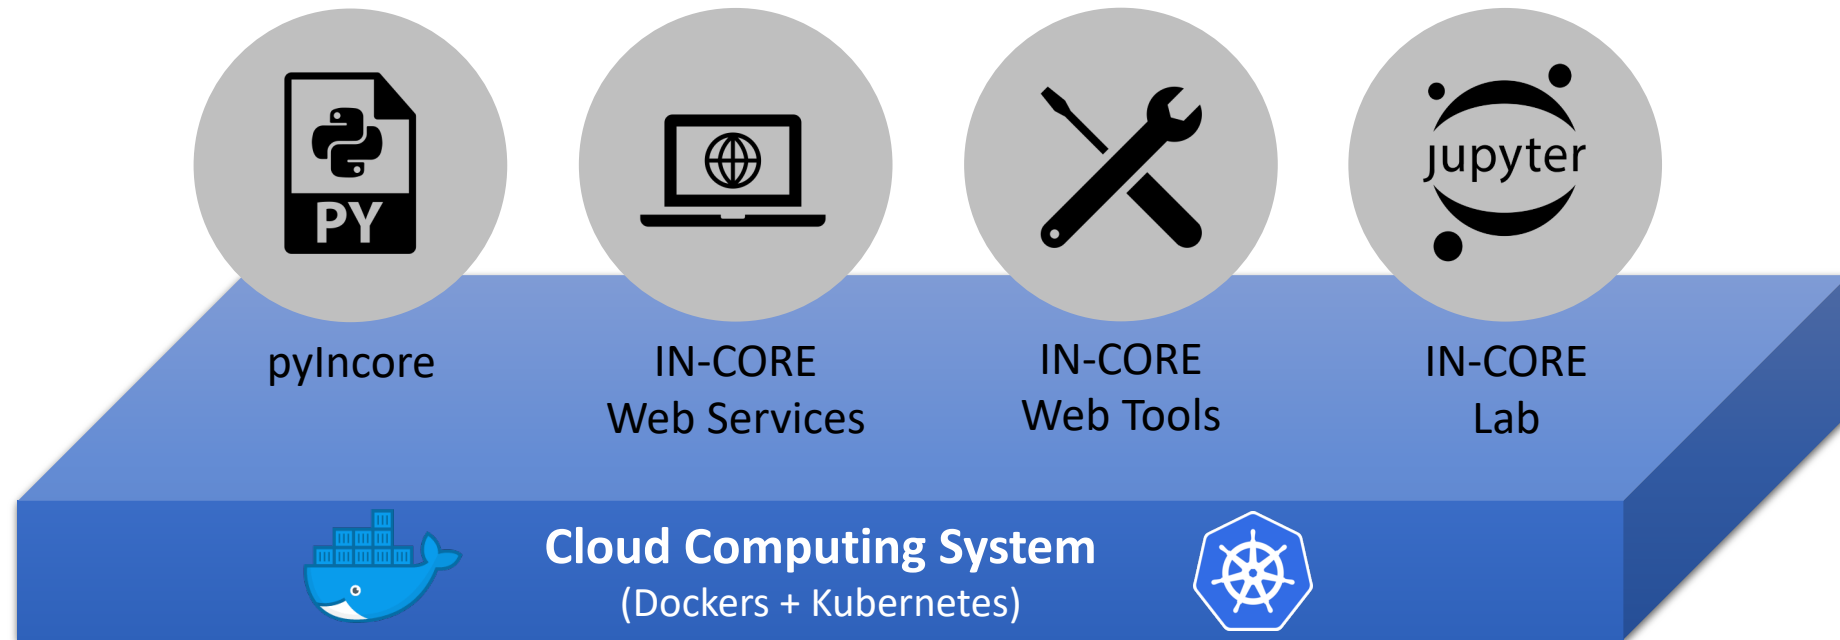 PY
jupyter
pyIncore
IN-CORE
Web Services
IN-CORE
Web Tools
IN-CORE
Lab
Cloud Computing System
(Dockers + Kubernetes)